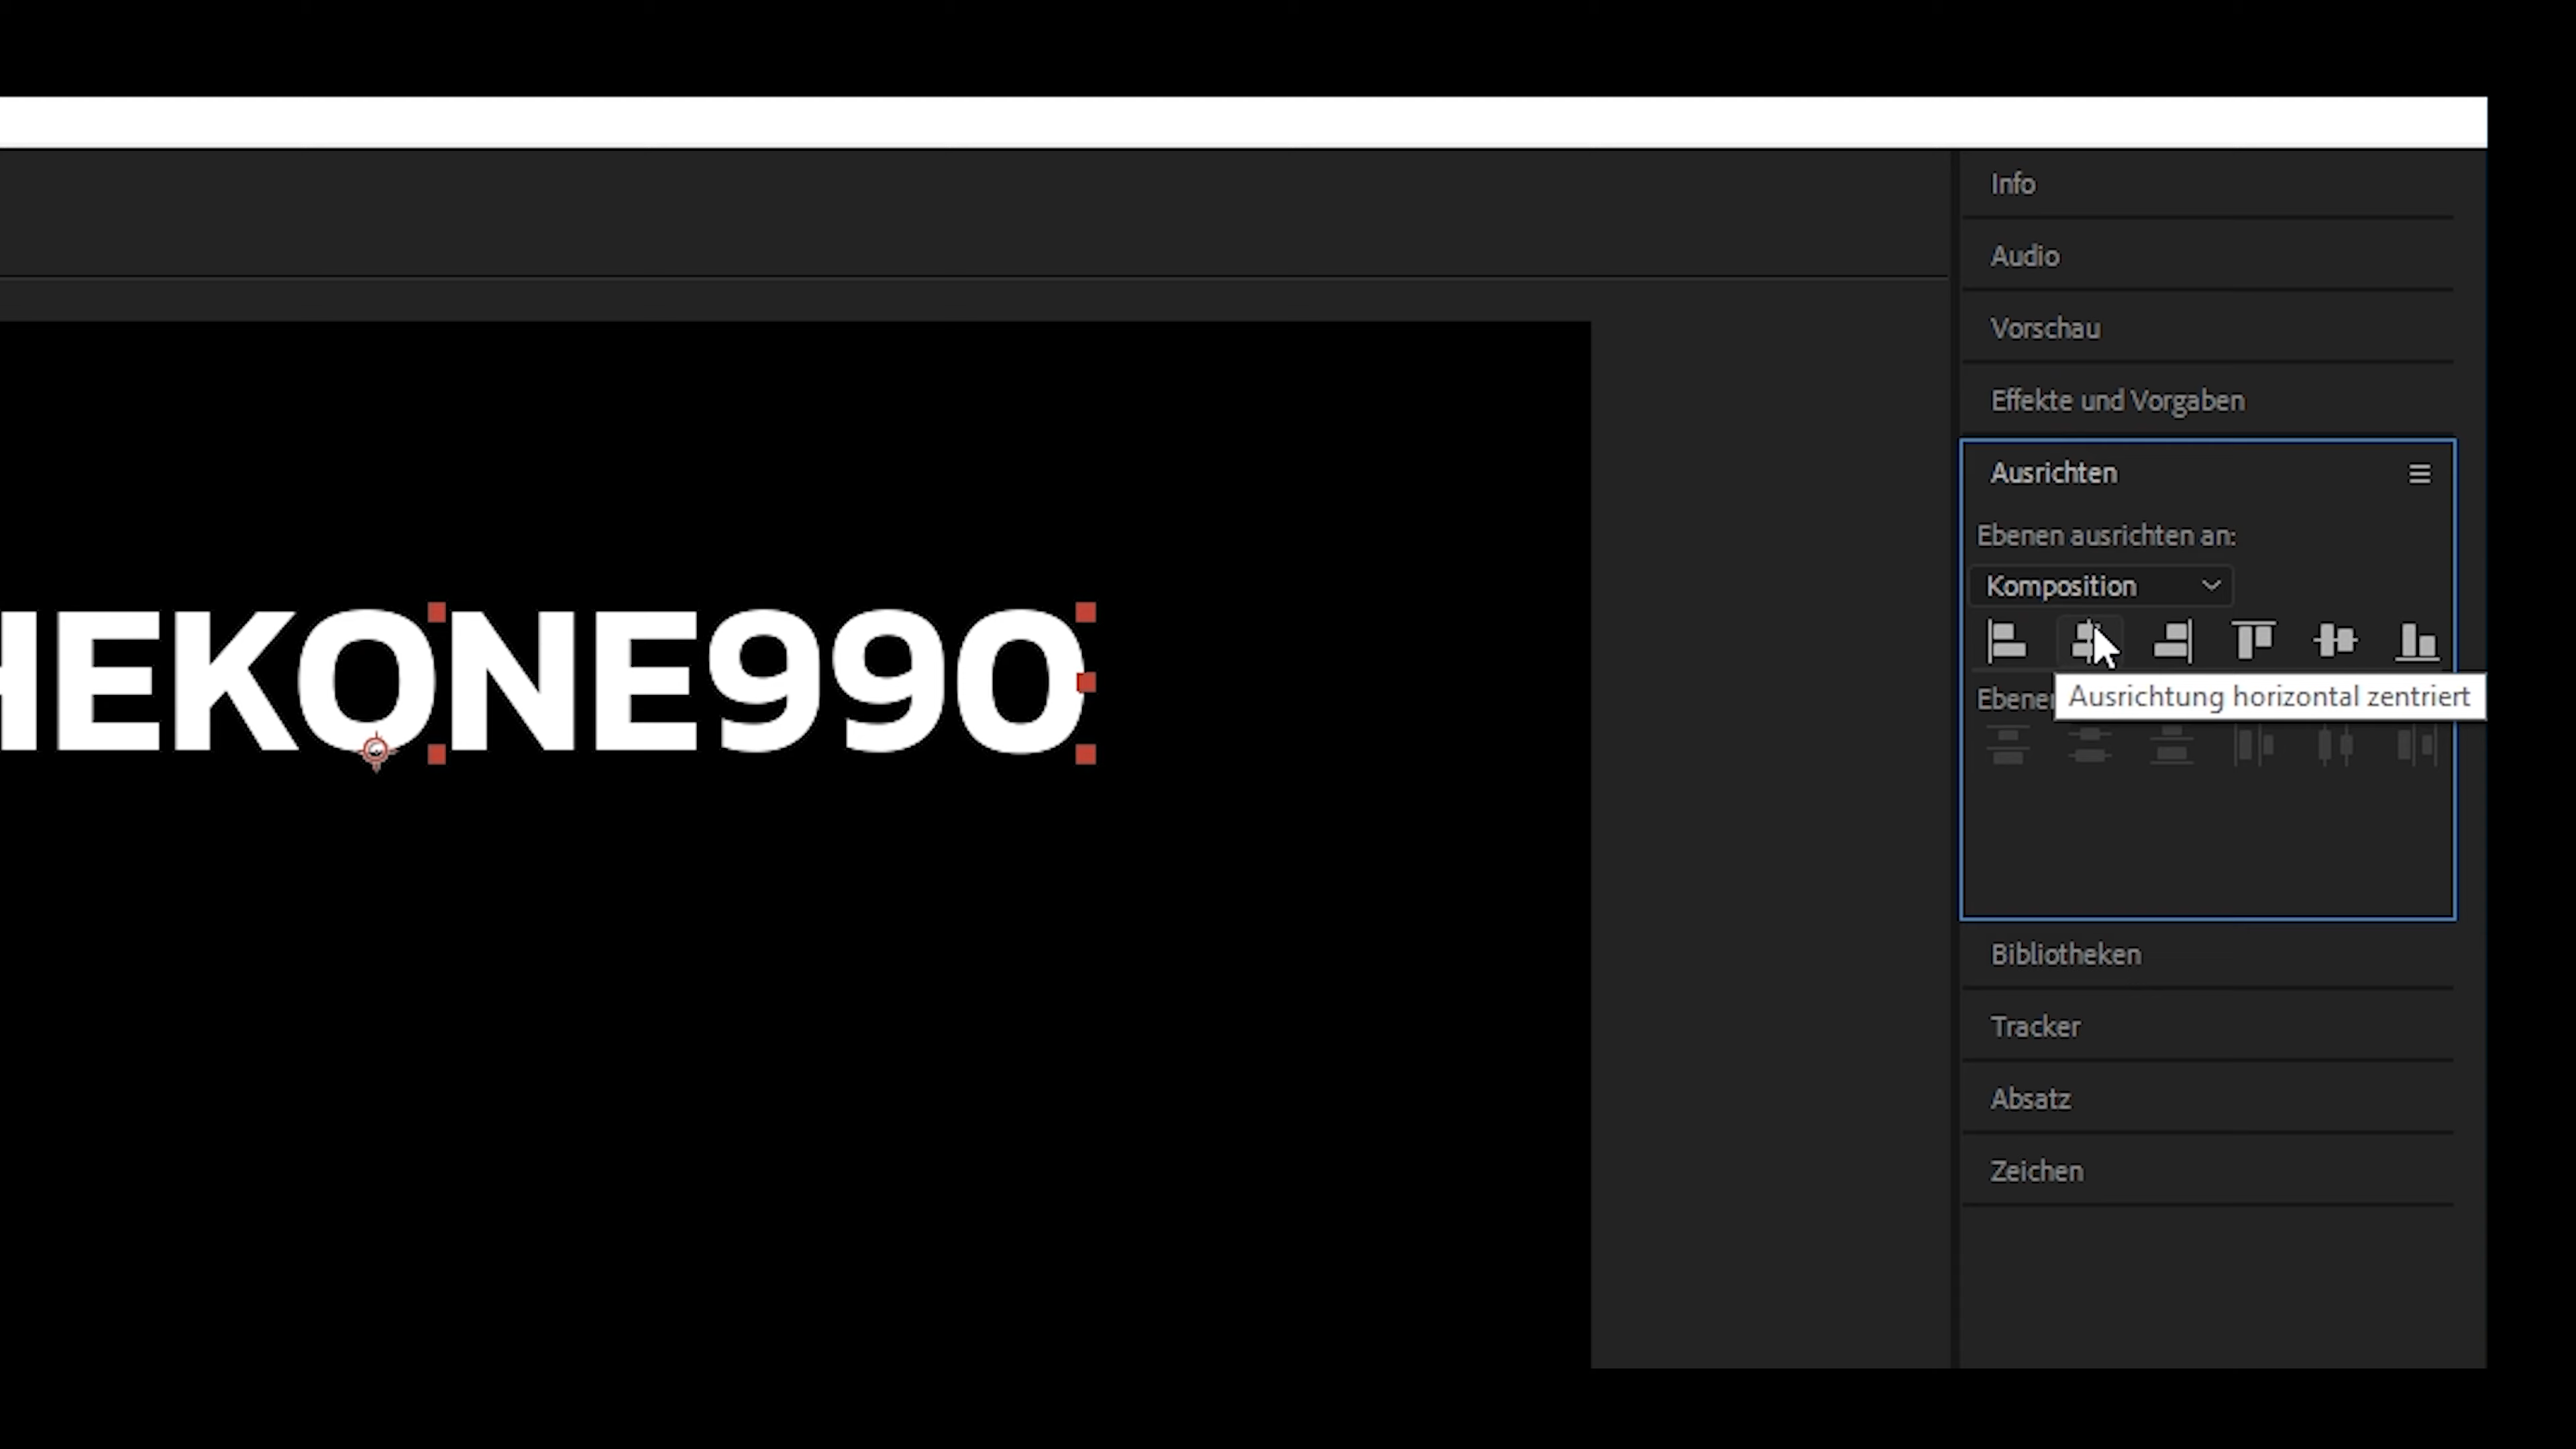 Info
Audio
Vorschau
Effekte und Vorgaben
Ausrichten
Ebenen ausrichten an:
Komposition
HEKONE990
Ausrichtung horizontal zentriert
Bibliotheken
Tracker
Absatz
Zeichen